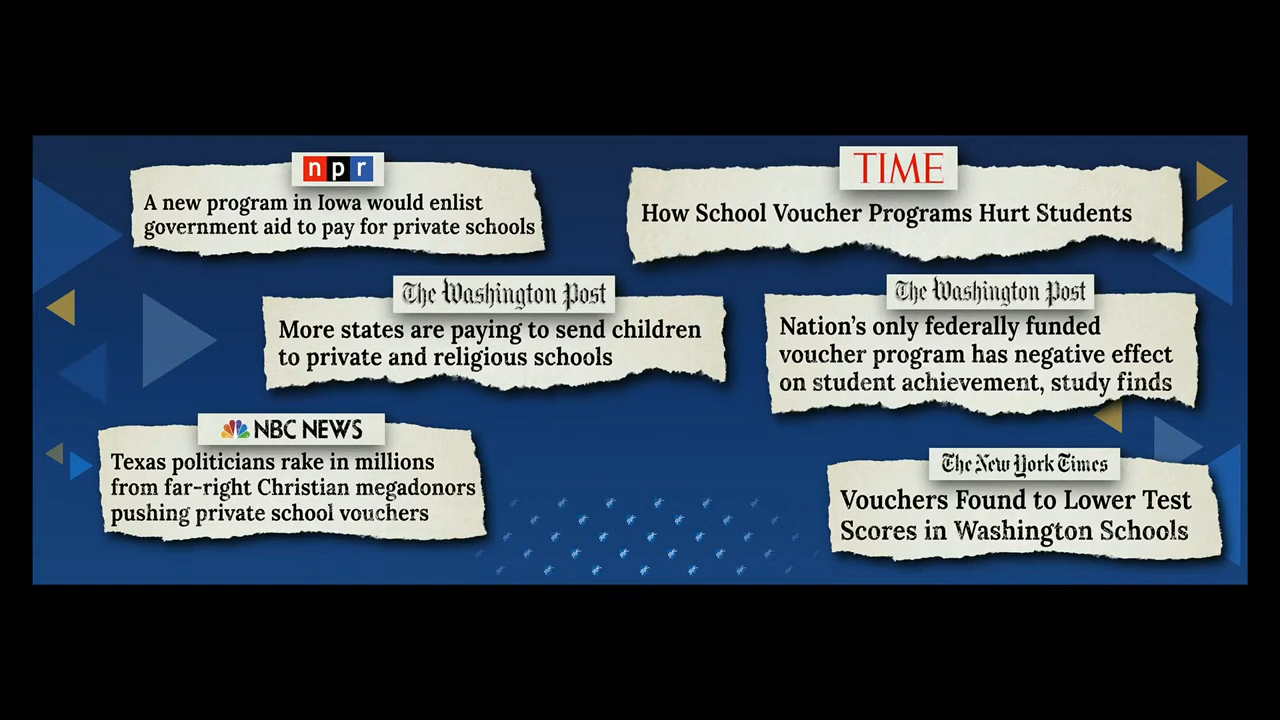 npr
A new program in Iowa would enlist
government aid to pay for private schools
TIME
How School Voucher Programs Hurt Students
The Washington Post
More states are paying to send children
to private and religious schools
The Washington Post
Nation's only federally funded
voucher program has negative effect
on student achievement, study finds
NBC NEWS
Texas politicians rake in millions
from far-right Christian megadonors
pushing private school vouchers
The New York Times
Vouchers Found to Lower Test
Scores in Washington Schools